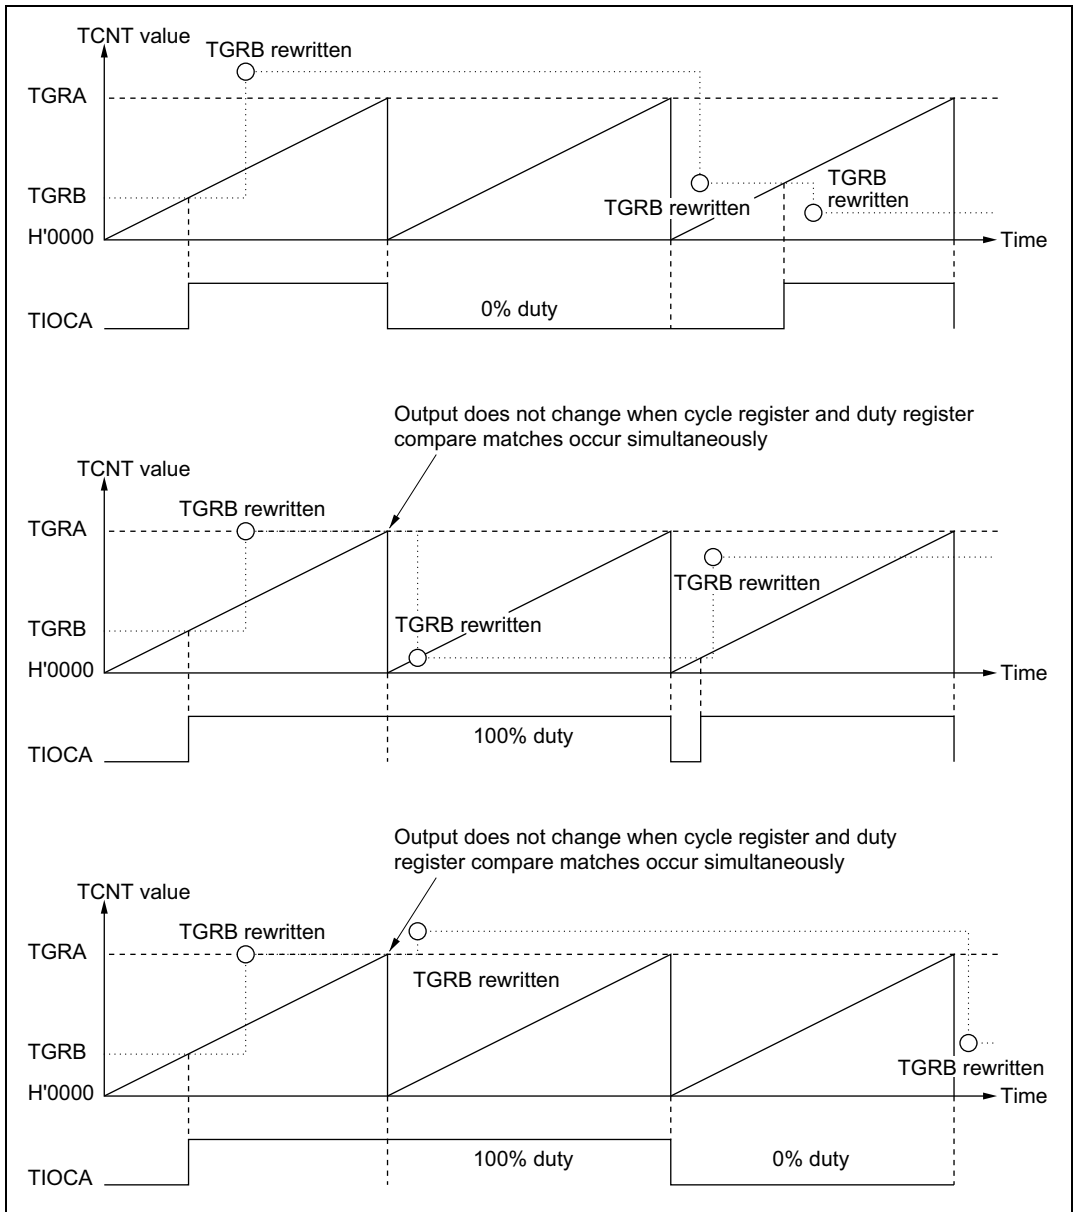 TCNT value
TGRB rewritten
TGRA
TGRB
TGRB
rewritten
TGRB rewritten
H'0000
Time
0% duty
TIOCA
Output does not change when cycle register and duty register
compare matches occur simultaneously
TCNT value
TGRB rewritten
TGRA
TGRB rewritten
TGRB
TGRB rewritten
H'0000
Time
100% duty
TIOCA
Output does not change when cycle register and duty
register compare matches occur simultaneously
TCNT value
TGRB rewritten
TGRA
TGRB rewritten
TGRB
TGRB rewritten
H'0000
Time
100% duty
0% duty
TIOCA